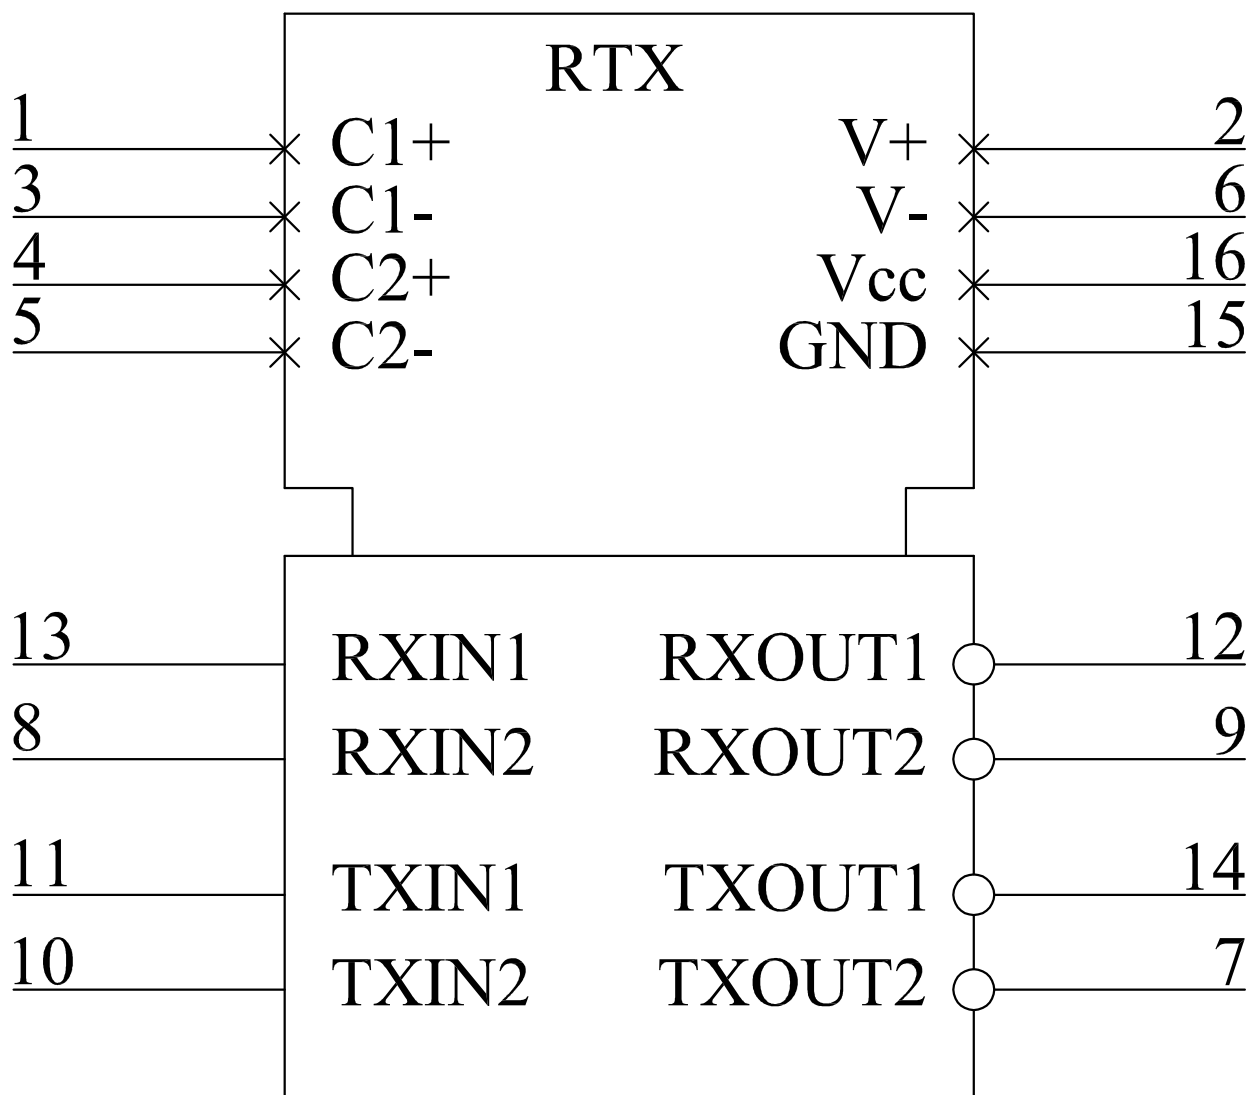 RTX
1 C1+ V+ 2
3 C1- V- 6
4 C2+ Vcc 16
5 C2- GND 15
13 RXIN1 RXOUT1 12
8 RXIN2 RXOUT2 9
11 TXIN1 TXOUT1 14
10 TXIN2 TXOUT2 7